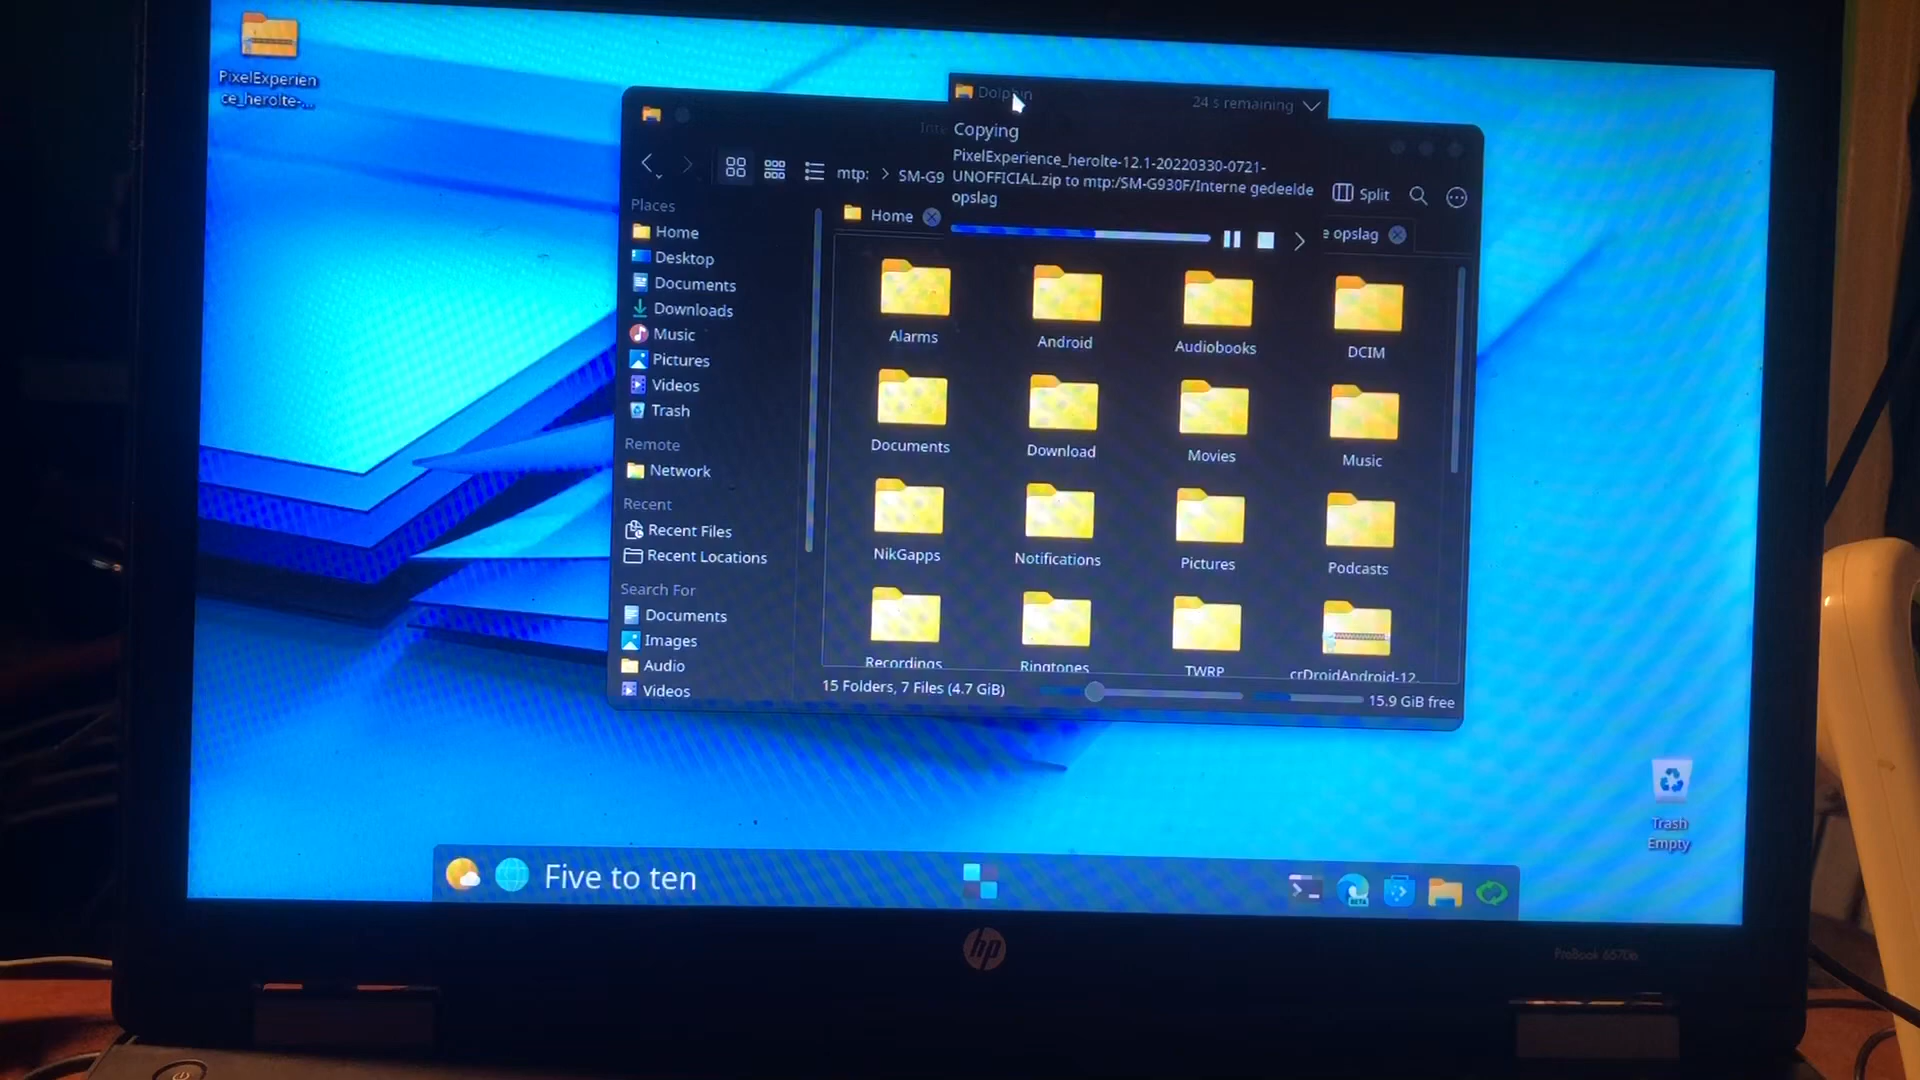 PixelExperien
ce_herolte-...
Dolphin
24 s remaining
Copying
PixelExperience_herolte-12.1-20220330-0721-
UNOFFICIAL.zip to mtp:/SM-G930F/Interne gedeelde
opslag
mtp: > SM-G9
Split
Home
e opslag
Places
Home
Desktop
Documents
Downloads
Music
Pictures
Videos
Trash
Remote
Network
Recent
Recent Files
Recent Locations
Search For
Documents
Images
Audio
Videos
Alarms
Android
Audiobooks
DCIM
Documents
Download
Movies
Music
NikGapps
Notifications
Pictures
Podcasts
Recordings
Ringtones
TWRP
crDroidAndroid-12.
15 Folders, 7 Files (4.7 GiB)
15.9 GiB free
Trash
Empty
Five to ten
BETA
hp
ProBook 6570b